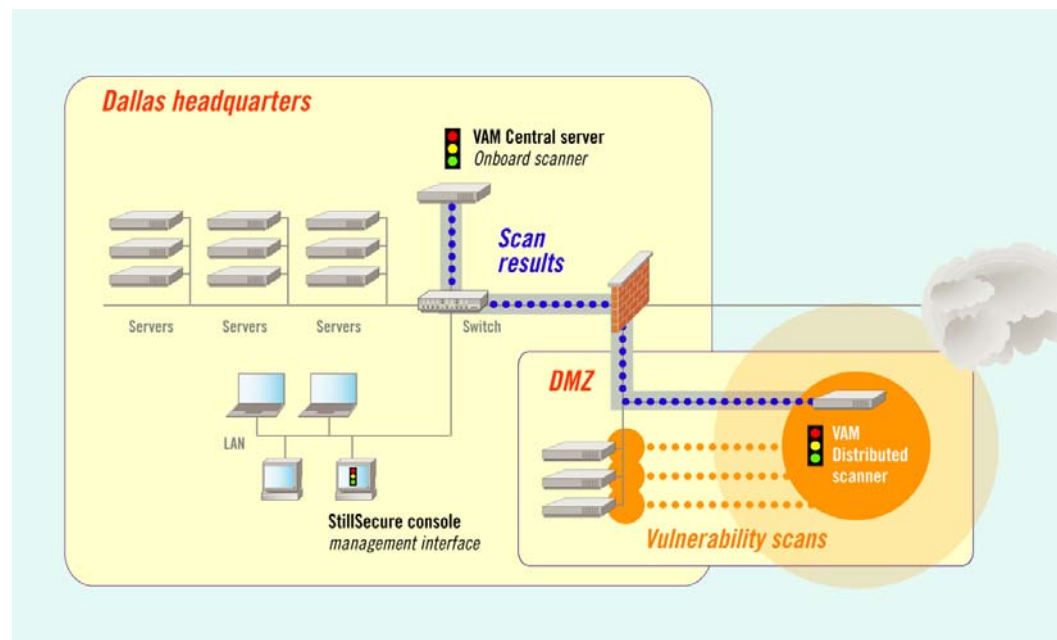 Dallas headquarters
VAM Central server
Onboard scanner
Scan
results
Servers
Servers
Servers
Switch
DMZ
LAN
VAM
Distributed
scanner
StillSecure console
management interface
Vulnerability scans